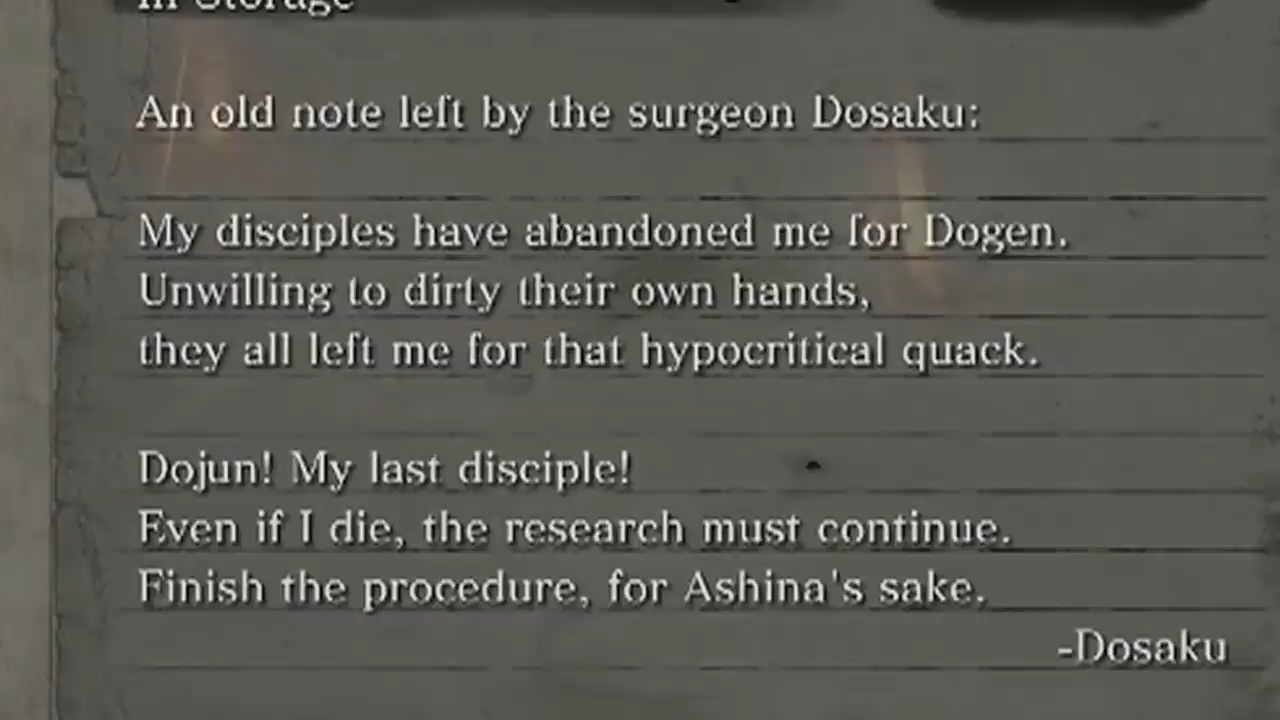 In Storage
An old note left by the surgeon Dosaku:
My disciples have abandoned me for Dogen.
Unwilling to dirty their own hands,
they all left me for that hypocritical quack.
Dojun! My last disciple!
Even if I die, the research must continue.
Finish the procedure, for Ashina's sake.
-Dosaku